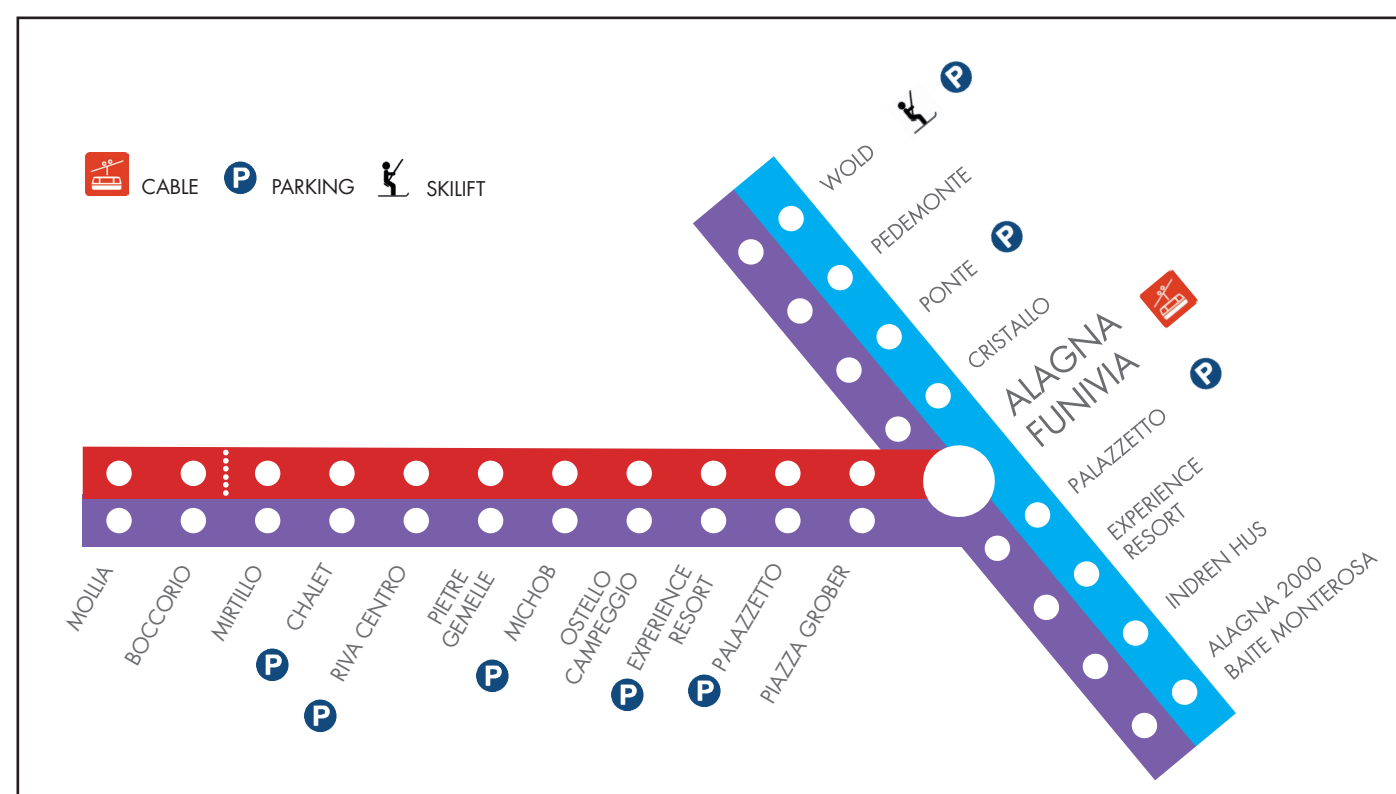 CABLE
P
PARKING
SKILIFT
WOLD
P
PEDEMONTE
PONTE
P
CRISTALLO
ALAGNA
FUNIVIA
PALAZZETTO
P
EXPERIENCE
RESORT
INDREN HUS
ALAGNA 2000
BAITE MONTEROSA
MOLLIA
BOCCORIO
MIRTILLO
CHALET
P
RIVA CENTRO
P
PIETRE
GEMELLE
MICHOB
P
OSTELLO
CAMPEGGIO
EXPERIENCE
RESORT
P
PALAZZETTO
P
PIAZZA GROBER